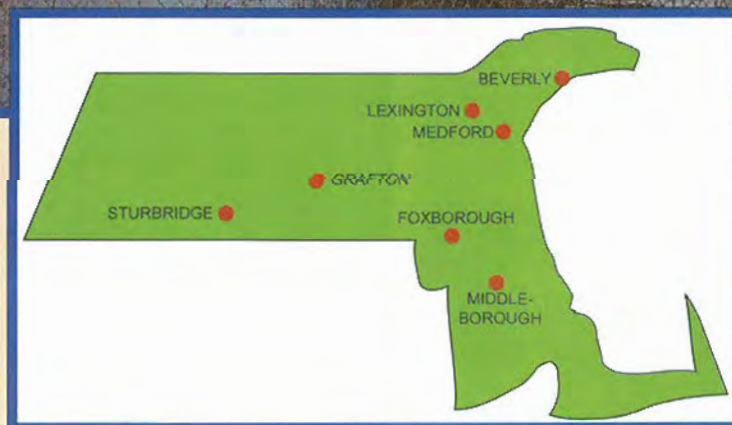 BEVERLY
LEXINGTON
MEDFORD
GRAFTON
STURBRIDGE
FOXBOROUGH
MIDDLE-
BOROUGH